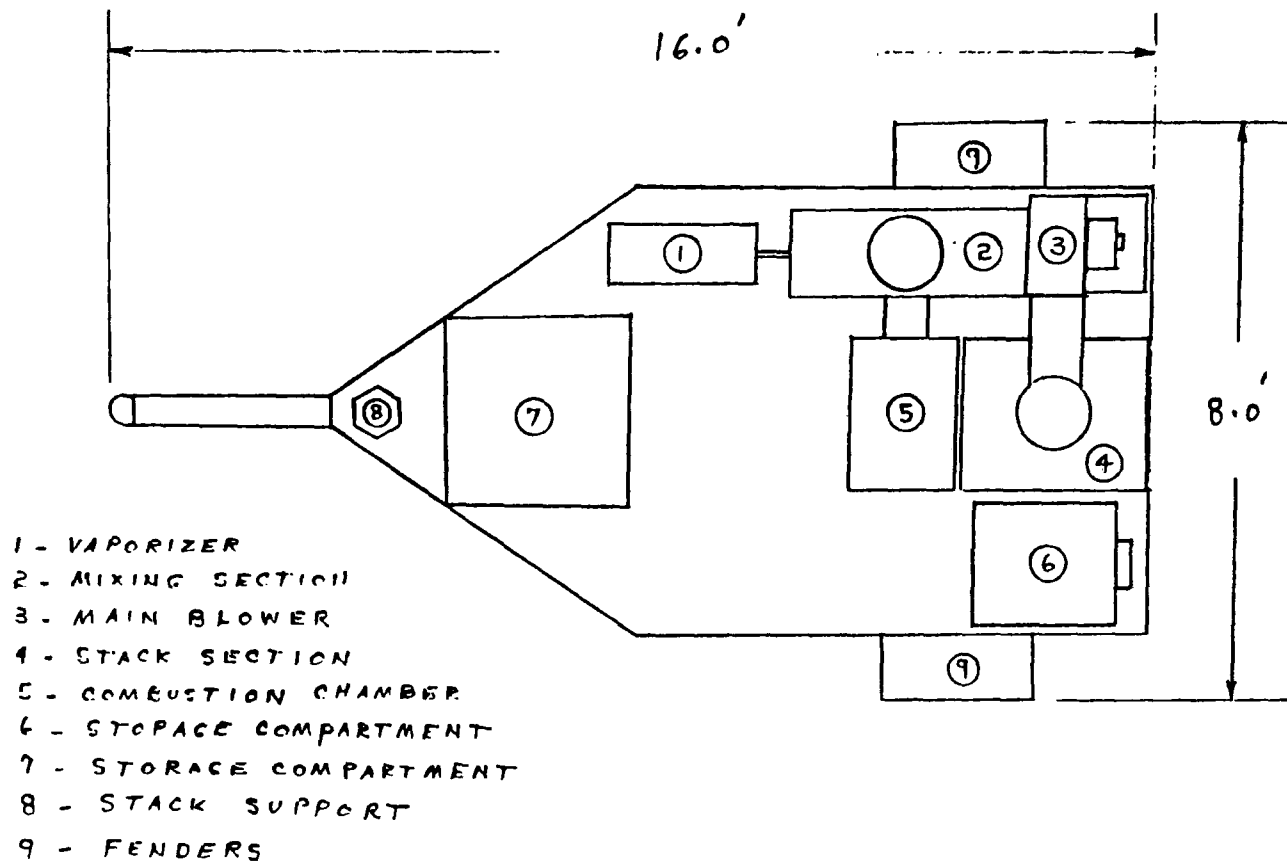 16.0'
9
1
2
3
8
7
5
8.0'
4
6
9
1 - VAPORIZER
2 - MIXING SECTION
3 - MAIN BLOWER
4 - STACK SECTION
5 - COMBUSTION CHAMBER
6 - STORAGE COMPARTMENT
7 - STORAGE COMPARTMENT
8 - STACK SUPPORT
9 - FENDERS